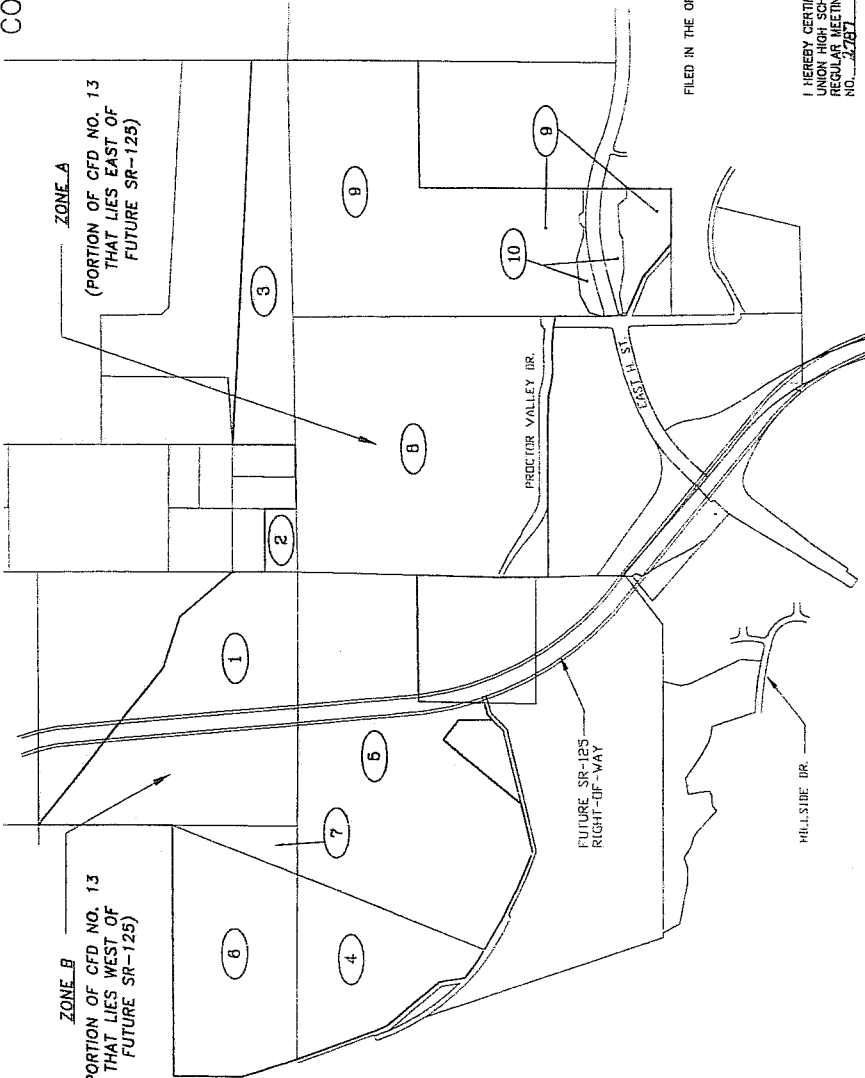 CO
ZONE A
(PORTION OF CFD NO. 13
THAT LIES EAST OF
FUTURE SR-125)
ZONE B
PORTION OF CFD NO. 13
THAT LIES WEST OF
FUTURE SR-125)
1
2
3
4
5
6
7
8
9
9
10
PROCTOR VALLEY DR.
EAST H ST.
FUTURE SR-125
RIGHT-OF-WAY
HILLSIDE DR.
FILED IN THE OF
I HEREBY CERTI
UNION HIGH SCH
REGULAR MEETIN
NO.